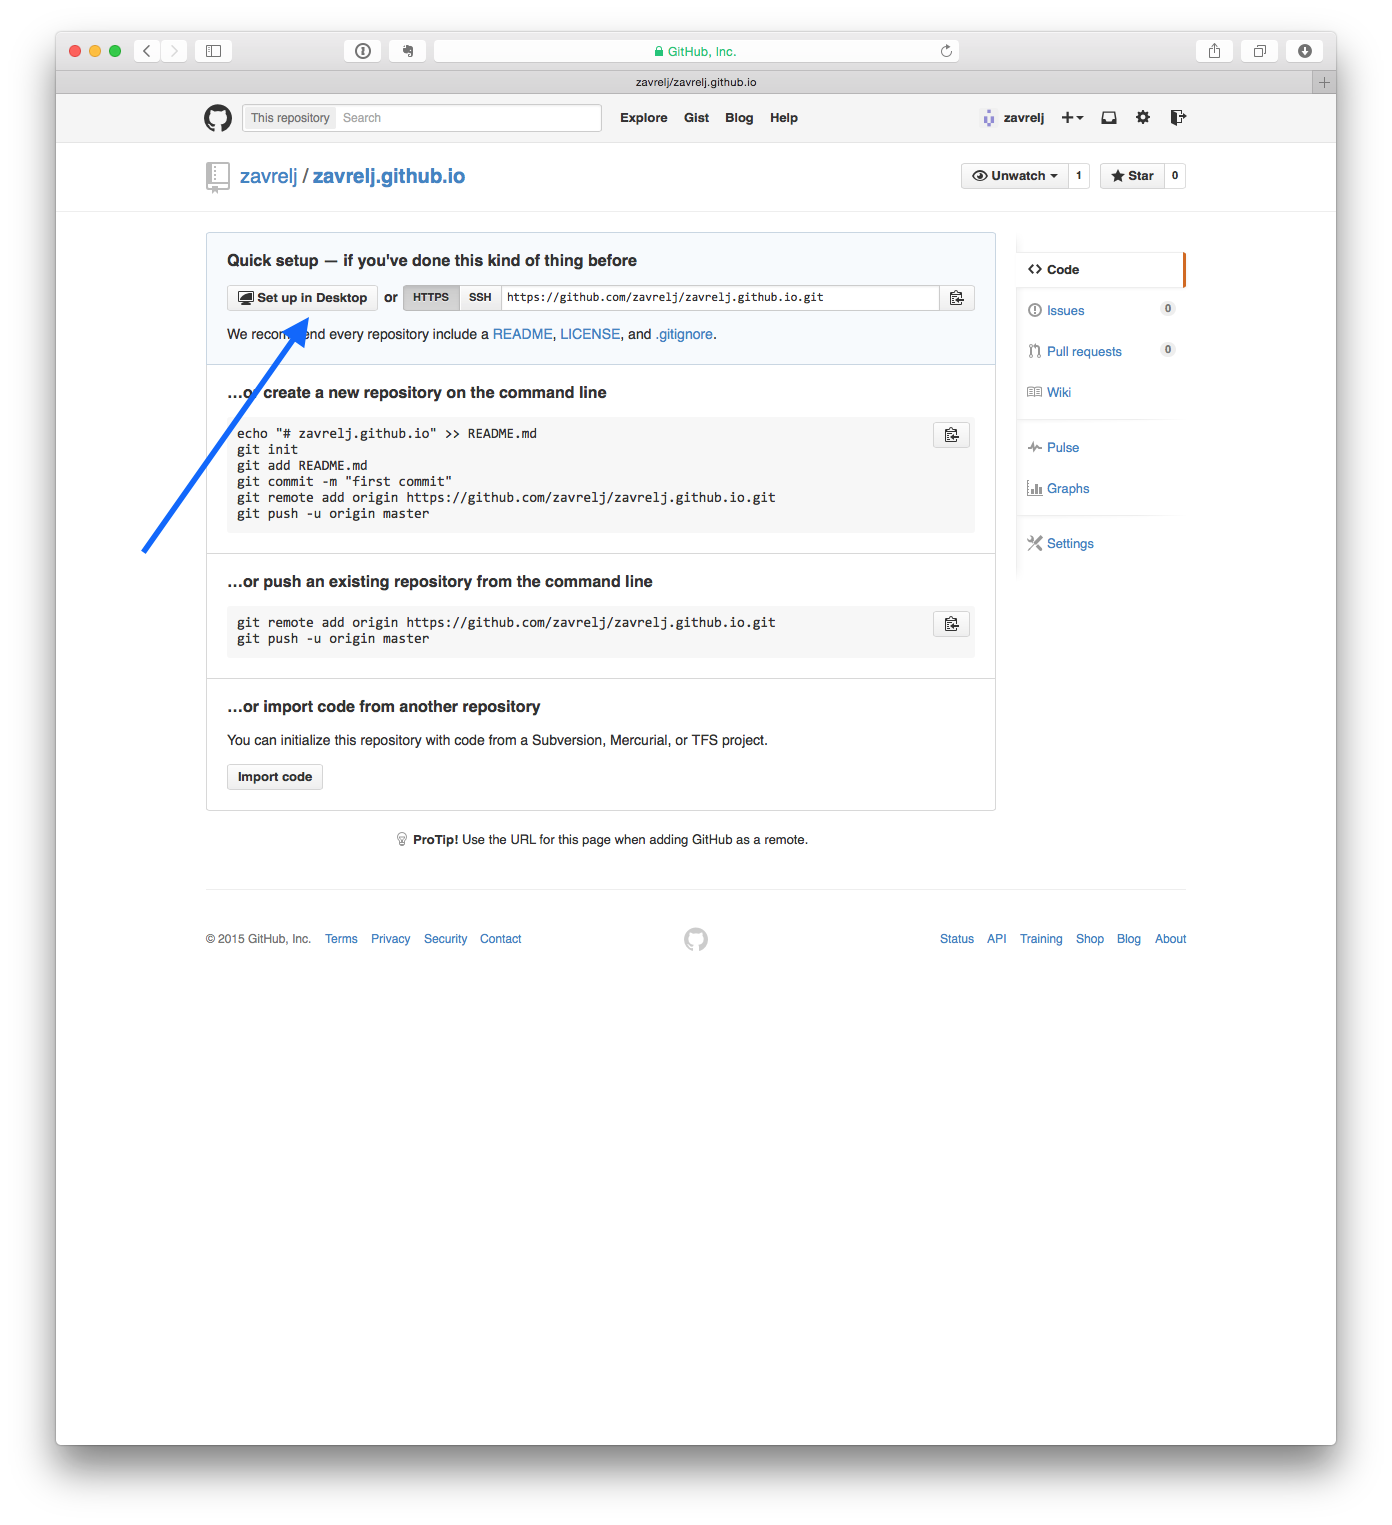 GitHub, Inc.
zavrelj/zavrelj.github.io
This repository Search Explore Gist Blog Help zavrelj
zavrelj / zavrelj.github.io Unwatch 1 Star 0
Quick setup — if you've done this kind of thing before
Set up in Desktop or HTTPS SSH https://github.com/zavrelj/zavrelj.github.io.git
We recommend every repository include a README, LICENSE, and .gitignore.
…or create a new repository on the command line
echo "# zavrelj.github.io" >> README.md
git init
git add README.md
git commit -m "first commit"
git remote add origin https://github.com/zavrelj/zavrelj.github.io.git
git push -u origin master
…or push an existing repository from the command line
git remote add origin https://github.com/zavrelj/zavrelj.github.io.git
git push -u origin master
…or import code from another repository
You can initialize this repository with code from a Subversion, Mercurial, or TFS project.
Import code
ProTip! Use the URL for this page when adding GitHub as a remote.
Code
Issues 0
Pull requests 0
Wiki
Pulse
Graphs
Settings
© 2015 GitHub, Inc. Terms Privacy Security Contact Status API Training Shop Blog About